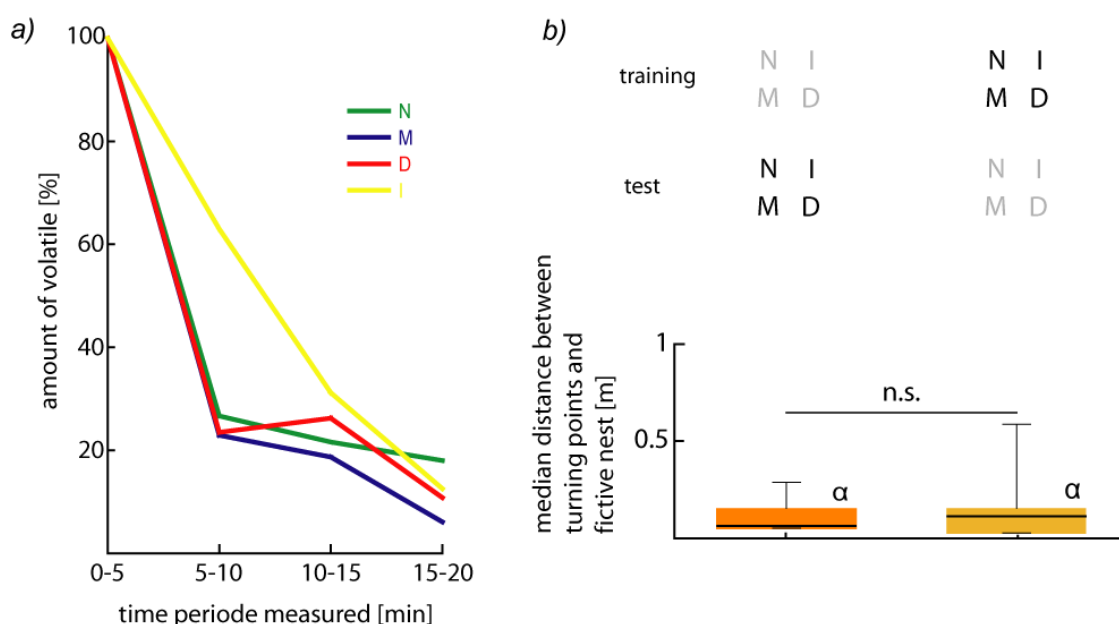 a)
100
80
60
40
20
amount of volatile [%]
N
M
D
I
0-5 5-10 10-15 15-20
time periode measured [min]
b)
training
N I
M D
N I
M D
test
N I
M D
N I
M D
median distance between
turning points and
fictive nest [m]
1
0.5
n.s.
α
α